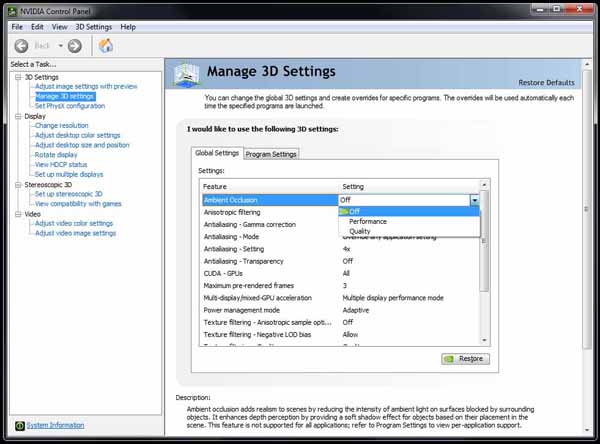 NVIDIA Control Panel
File Edit View 3D Settings Help
Back
Select a Task...
3D Settings
Adjust image settings with preview
Manage 3D settings
Set PhysX configuration
Display
Change resolution
Adjust desktop color settings
Adjust desktop size and position
Rotate display
View HDCP status
Set up multiple displays
Stereoscopic 3D
Set up stereoscopic 3D
View compatibility with games
Video
Adjust video color settings
Adjust video image settings
System Information
Manage 3D Settings
Restore Defaults
You can change the global 3D settings and create overrides for specific programs. The overrides will be used automatically each
time the specified programs are launched.
I would like to use the following 3D settings:
Global Settings Program Settings
Settings:
Feature Setting
Ambient Occlusion Off
Off
Performance
Quality
Anisotropic filtering
Antialiasing - Gamma correction
Antialiasing - Mode Override any application setting
Antialiasing - Setting 4x
Antialiasing - Transparency Off
CUDA - GPUs All
Maximum pre-rendered frames 3
Multi-display/mixed-GPU acceleration Multiple display performance mode
Power management mode Adaptive
Texture filtering - Anisotropic sample opti... Off
Texture filtering - Negative LOD bias Allow
Restore
Description:
Ambient occlusion adds realism to scenes by reducing the intensity of ambient light on surfaces blocked by surrounding
objects. It enhances depth perception by providing a soft shadow effect for objects based on their placement in the
scene. This feature is not supported for all applications; refer to Program Settings to view per-application support.